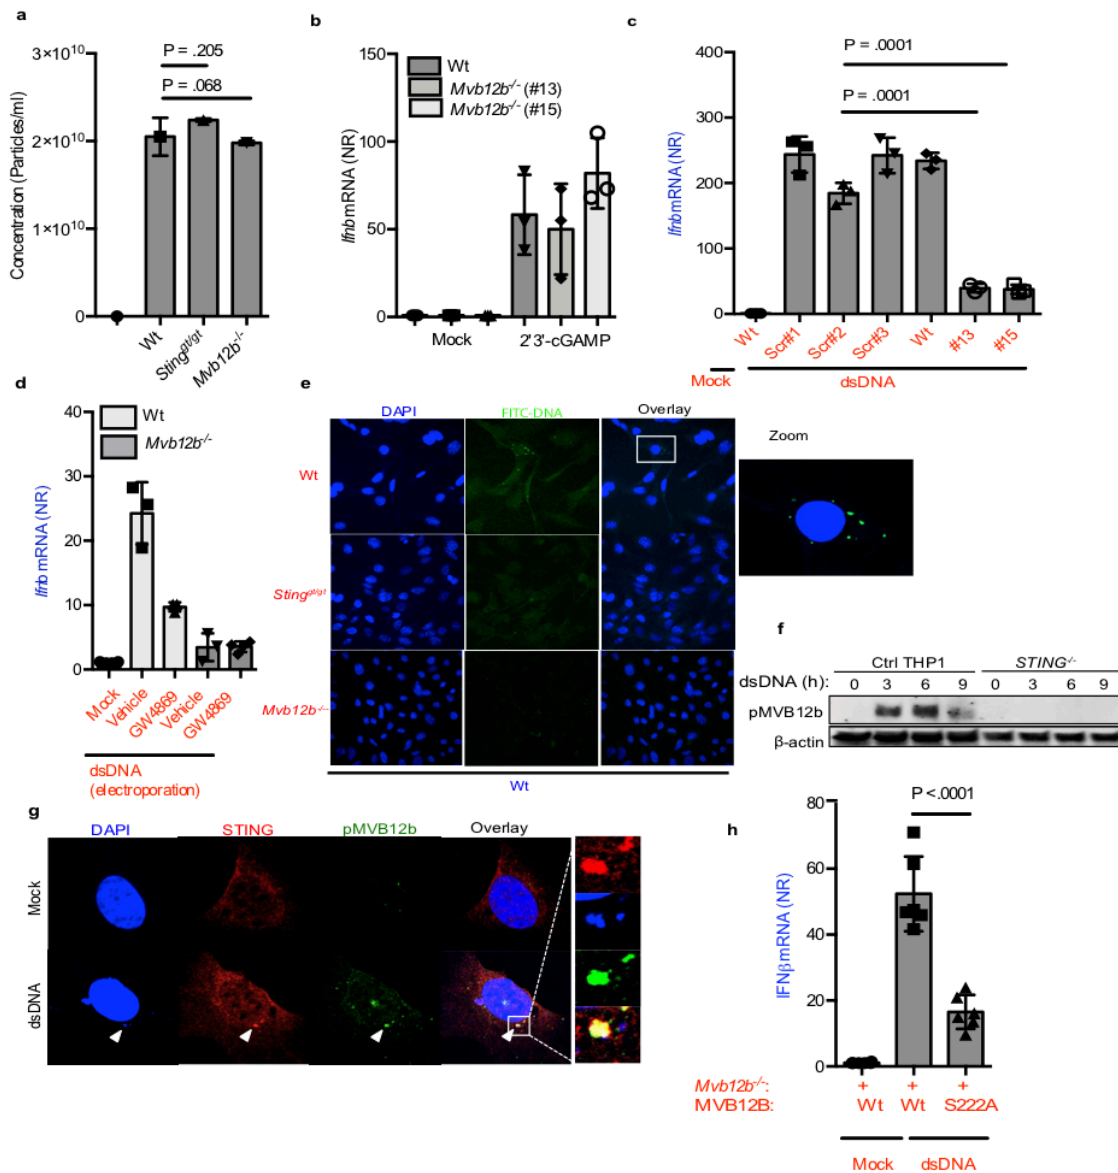 a
3×10¹⁰
2×10¹⁰
1×10¹⁰
0
Concentration (Particles/ml)
P = .205
P = .068
Wt
Sting^gt/gt
Mvb12b⁻/⁻
b
150
100
50
0
Ifnb mRNA (NR)
Wt
Mvb12b⁻/⁻ (#13)
Mvb12b⁻/⁻ (#15)
Mock
2'3'-cGAMP
c
400
300
200
100
0
Ifnb mRNA (NR)
P = .0001
P = .0001
Wt
Scr#1
Scr#2
Scr#3
Wt
#13
#15
Mock
dsDNA
d
40
30
20
10
0
Ifnb mRNA (NR)
Wt
Mvb12b⁻/⁻
Mock
Vehicle
GW4869
Vehicle
GW4869
dsDNA
(electroporation)
e
DAPI
FITC-DNA
Overlay
Zoom
Wt
Sting^gt/gt
Mvb12b⁻/⁻
Wt
f
Ctrl THP1
STING⁻/⁻
dsDNA (h): 0 3 6 9 0 3 6 9
pMVB12b
β-actin
g
DAPI
STING
pMVB12b
Overlay
Mock
dsDNA
h
80
60
40
20
0
IFNβ mRNA (NR)
P <.0001
Mvb12b⁻/⁻: + + +
MVB12B: Wt Wt S222A
Mock
dsDNA